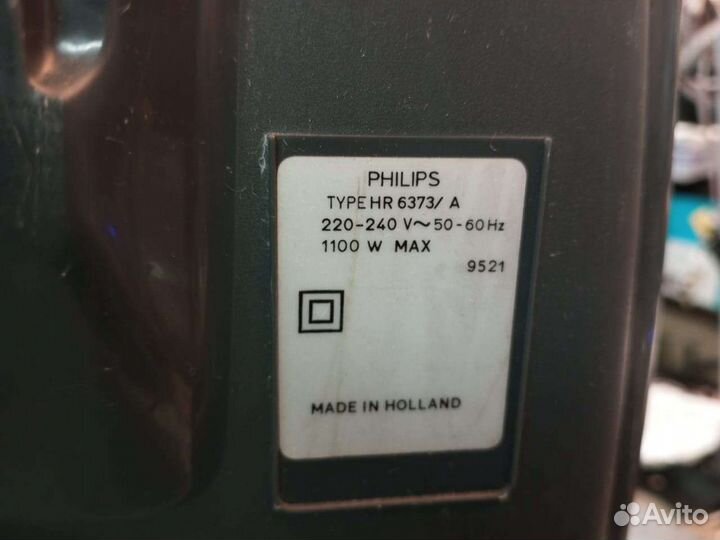 PHILIPS
TYPE HR 6373/ A
220-240 V~50-60Hz
1100 W MAX
9521
MADE IN HOLLAND
Avito